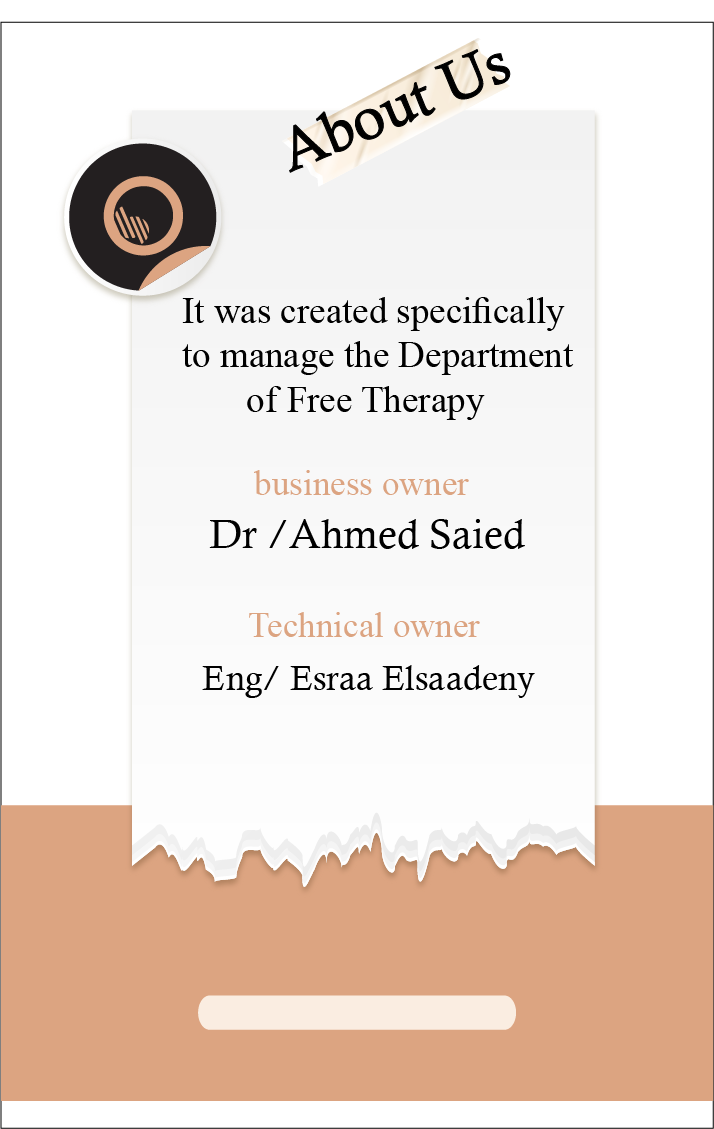 About Us
It was created specifically
to manage the Department
of Free Therapy
business owner
Dr /Ahmed Saied
Technical owner
Eng/ Esraa Elsaadeny